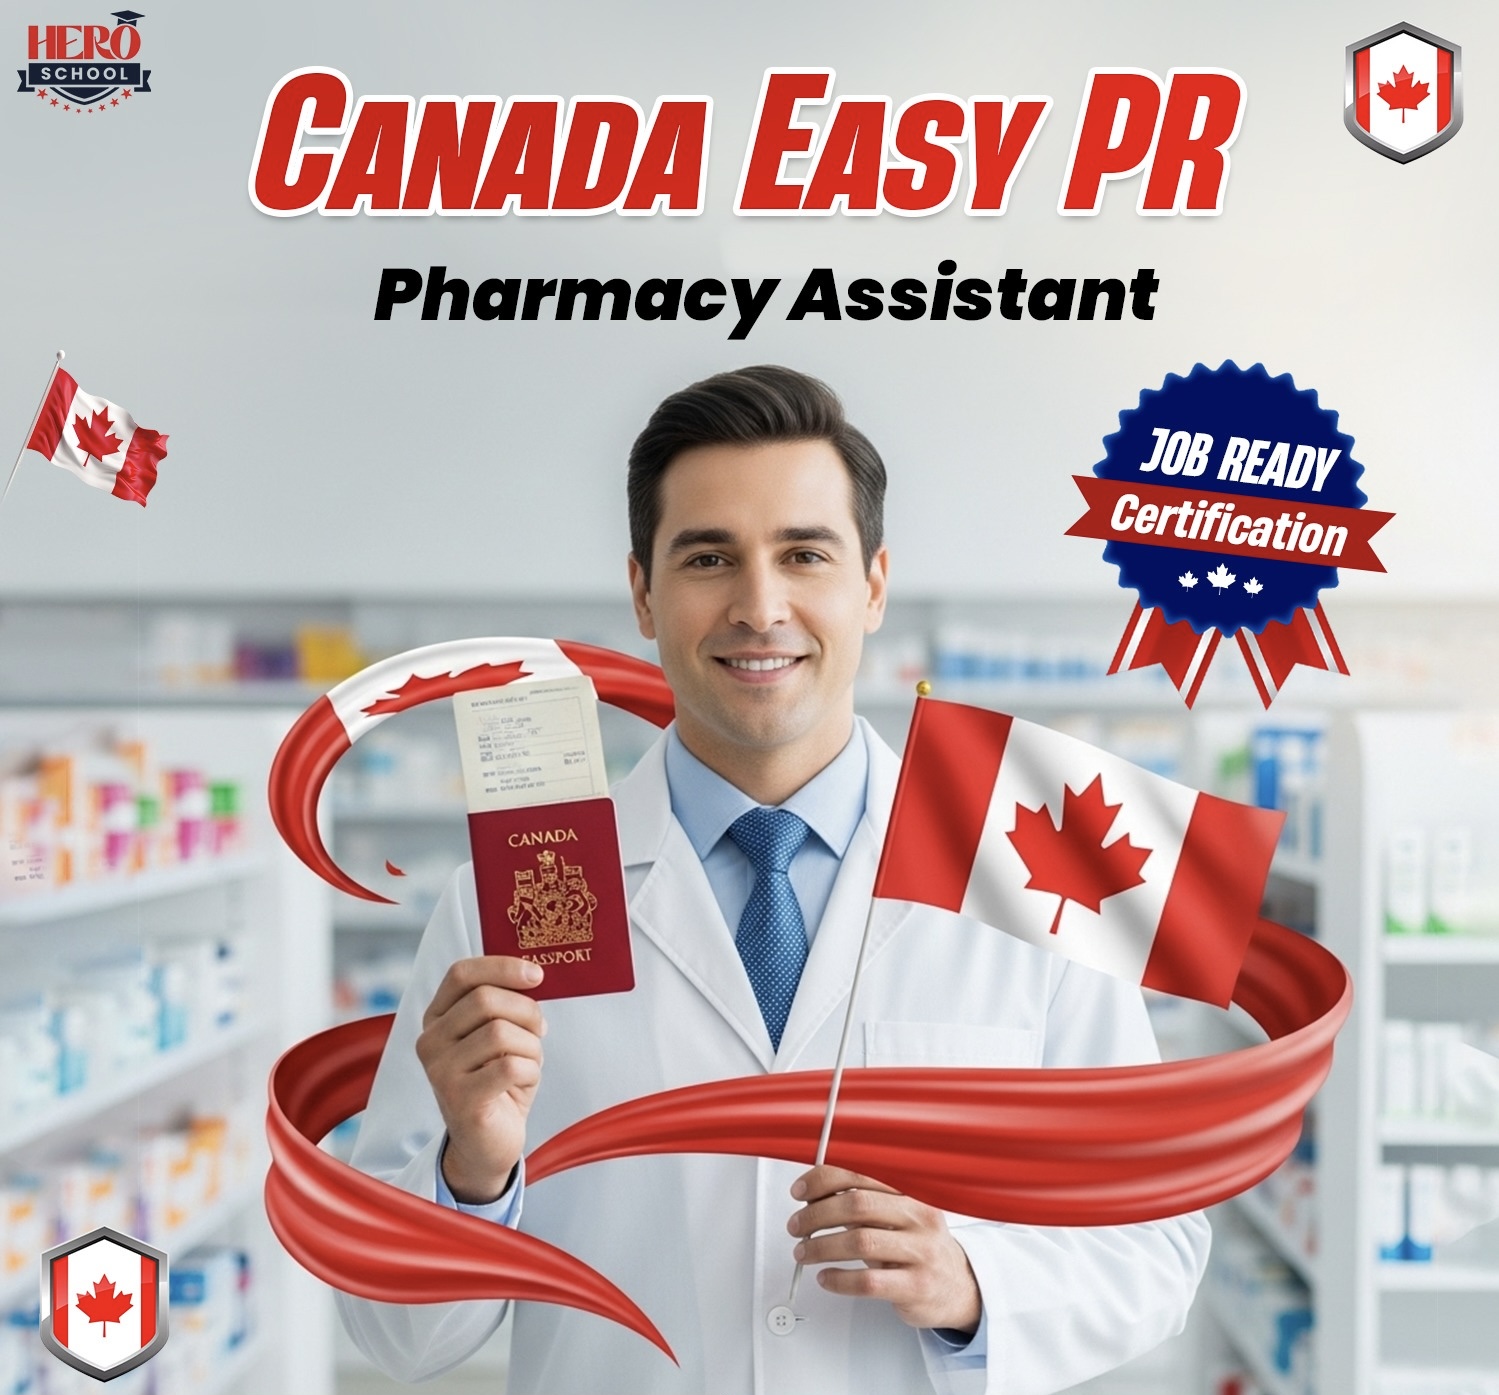 HERO
SCHOOL
CANADA EASY PR
Pharmacy Assistant
JOB READY
Certification
CANADA
PASSPORT